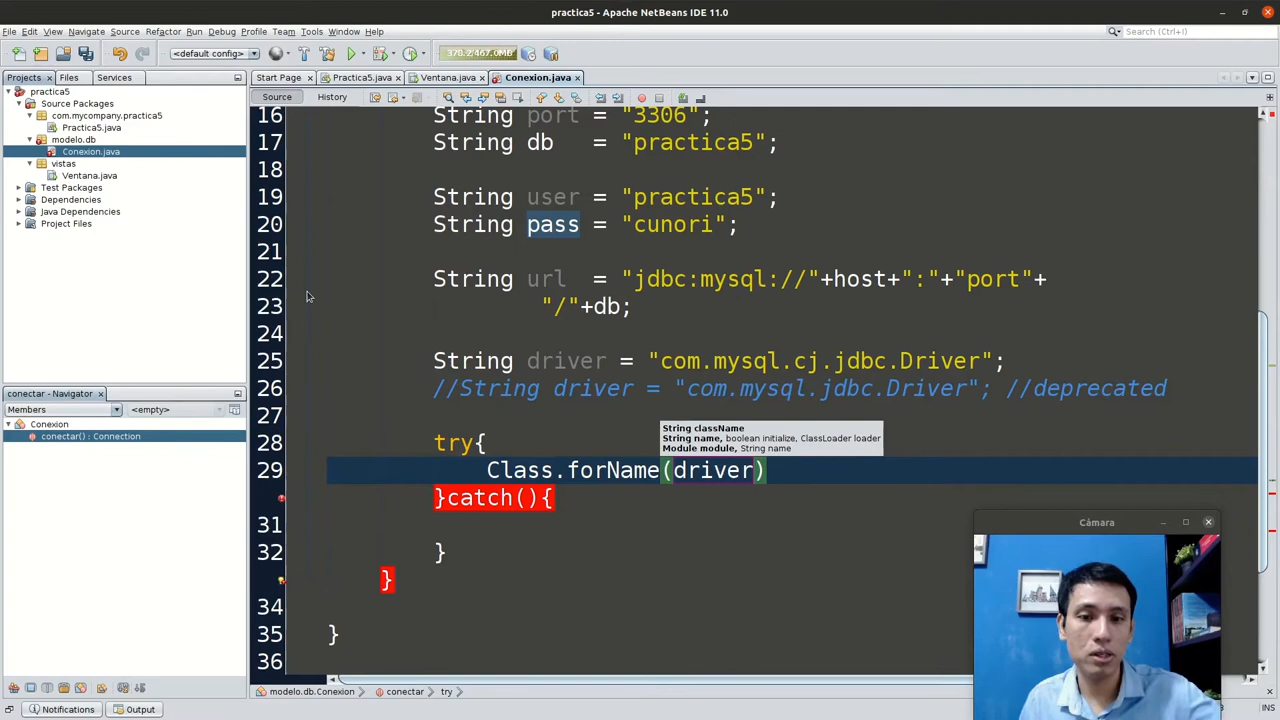 practica5 - Apache NetBeans IDE 11.0
File Edit View Navigate Source Refactor Run Debug Profile Team Tools Window Help
Search (Ctrl+I)
<default config>
378.2/467.0MB
Projects Files Services
Start Page Practica5.java Ventana.java Conexion.java
Source History
practica5
Source Packages
com.mycompany.practica5
Practica5.java
modelo.db
Conexion.java
vistas
Ventana.java
Test Packages
Dependencies
Java Dependencies
Project Files
conectar - Navigator
Members <empty>
Conexion
conectar() : Connection
16 String port = "3306";
17 String db = "practica5";
18
19 String user = "practica5";
20 String pass = "cunori";
21
22 String url = "jdbc:mysql://"+host+":"+"port"+
23 "/"+db;
24
25 String driver = "com.mysql.cj.jdbc.Driver";
26 //String driver = "com.mysql.jdbc.Driver"; //deprecated
27
28 try{
String className
String name, boolean initialize, ClassLoader loader
Module module, String name
29 Class.forName(driver)
}catch(){
31
32 }
}
34
35 }
36
Càmara
modelo.db.Conexion conectar try
Notifications Output
INS